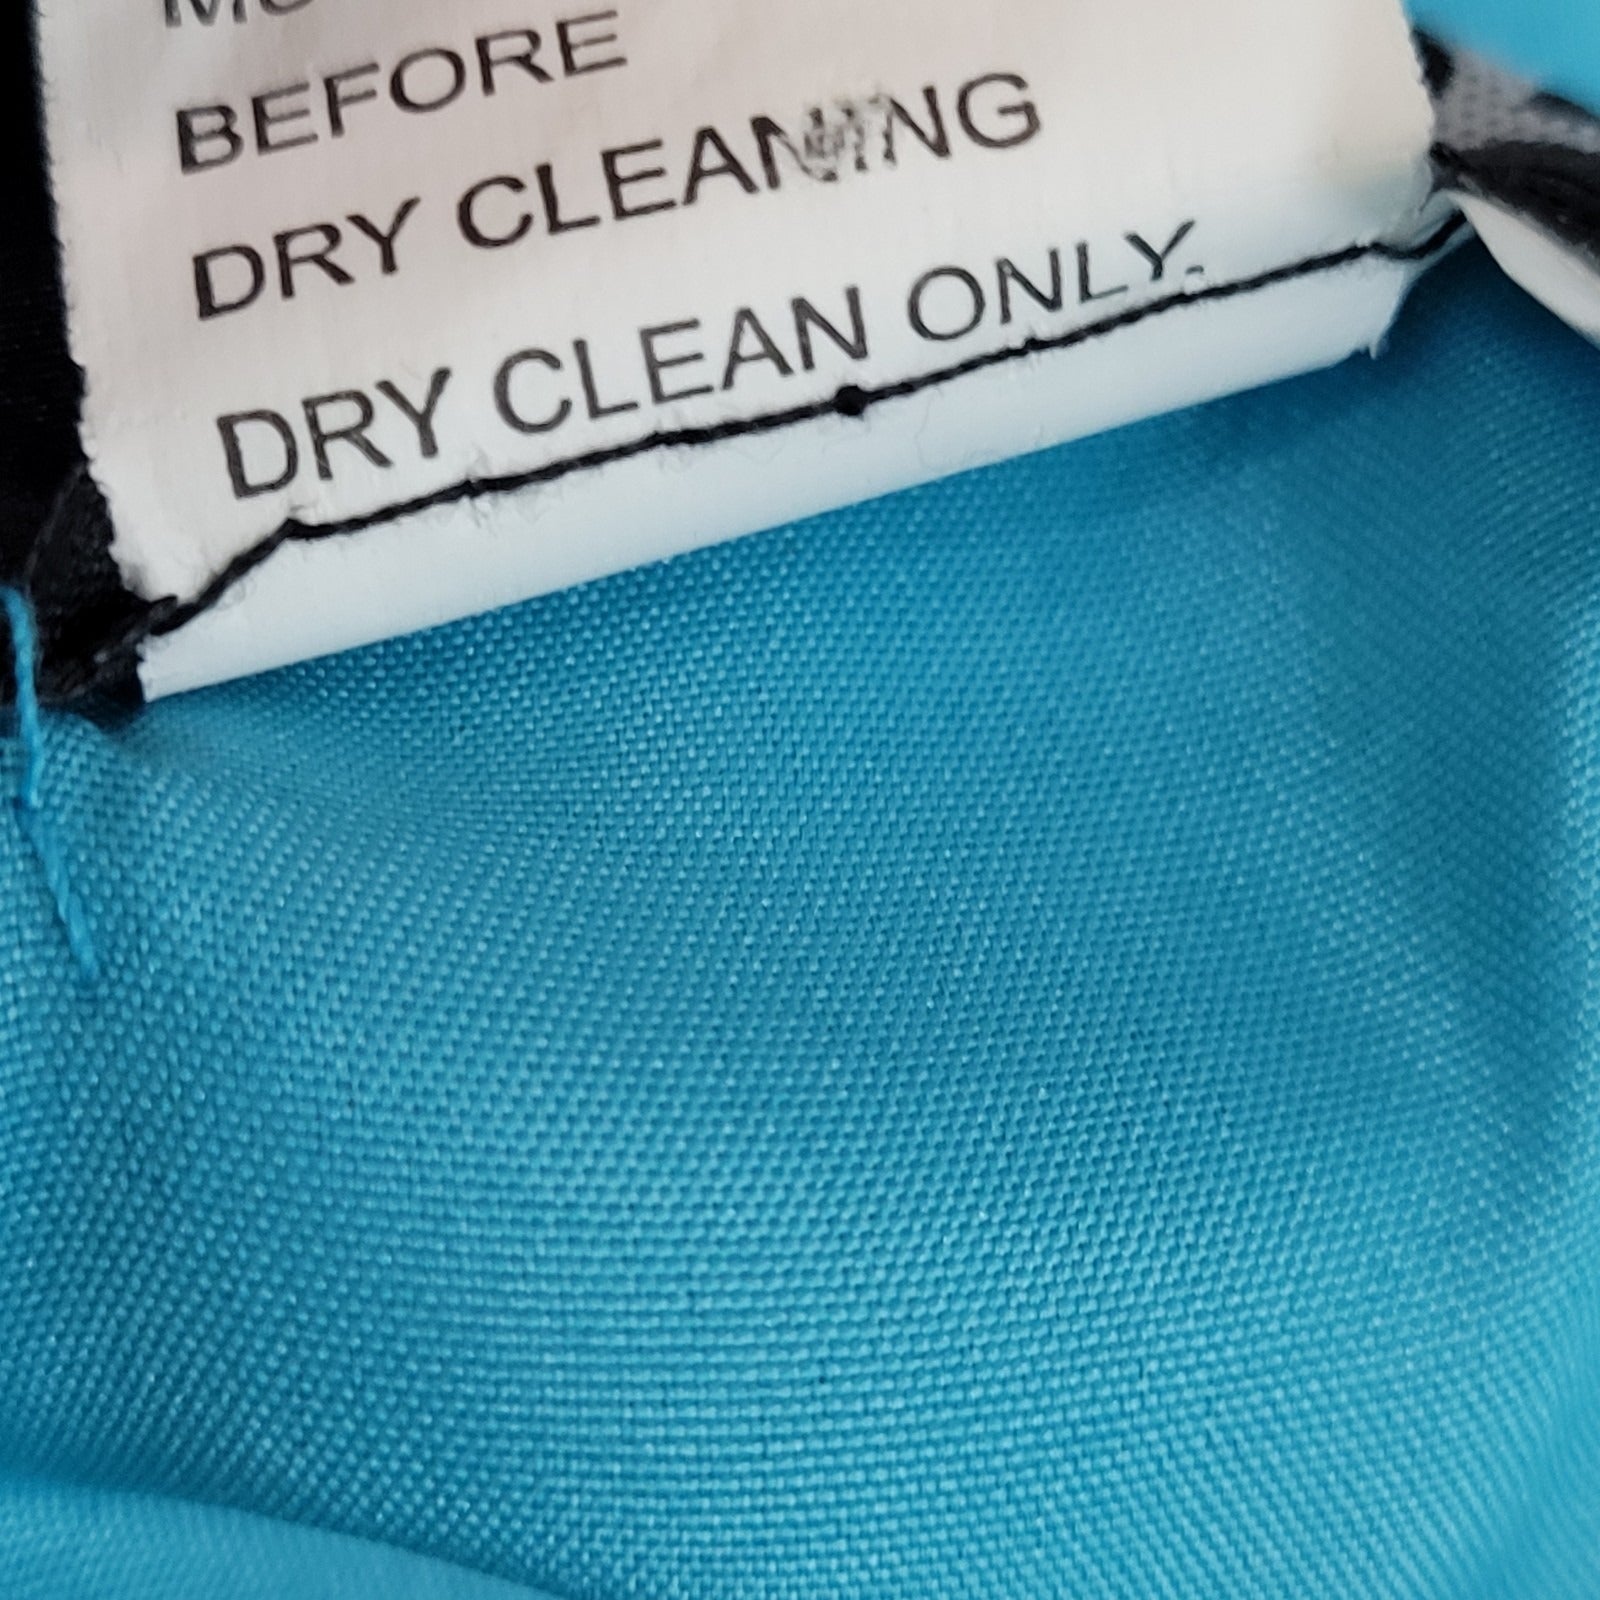 BEFORE
DRY CLEANING
DRY CLEAN ONLY.